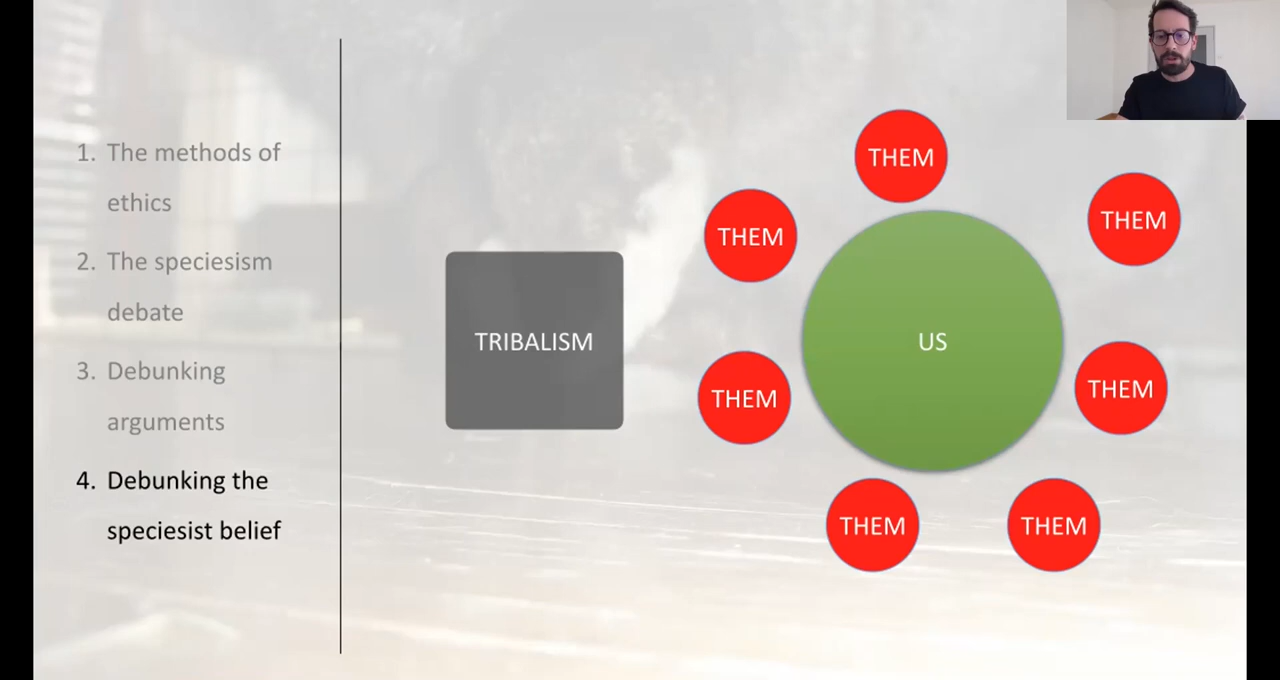 1. The methods of
ethics
2. The speciesism
debate
3. Debunking
arguments
4. Debunking the
speciesist belief
TRIBALISM
THEM
THEM
THEM
US
THEM
THEM
THEM
THEM